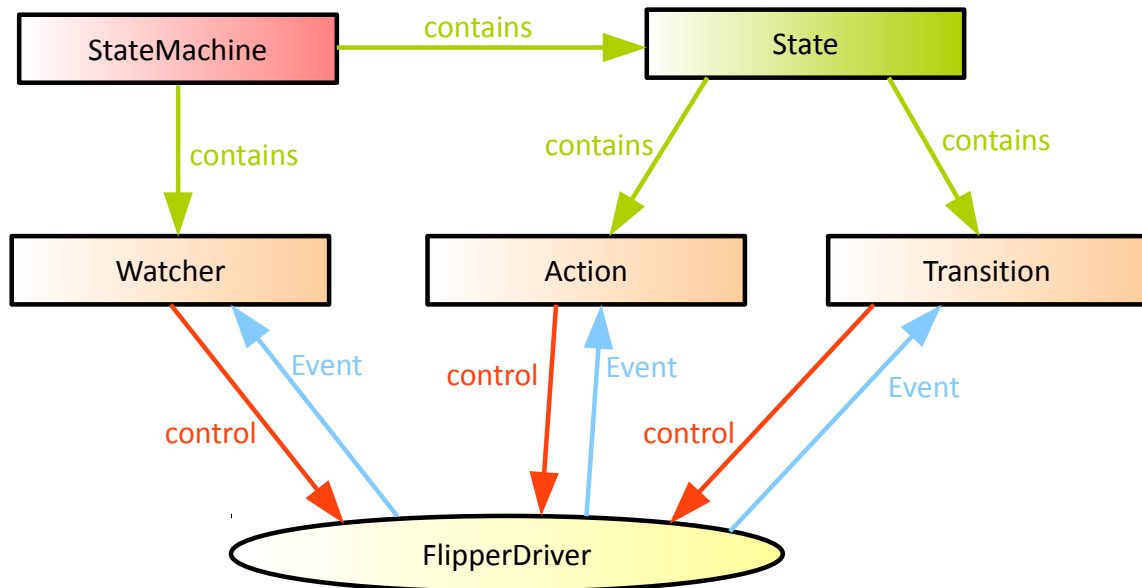 contains
StateMachine
State
contains
contains
contains
Watcher
Action
Transition
Event
control
Event
Event
control
control
FlipperDriver